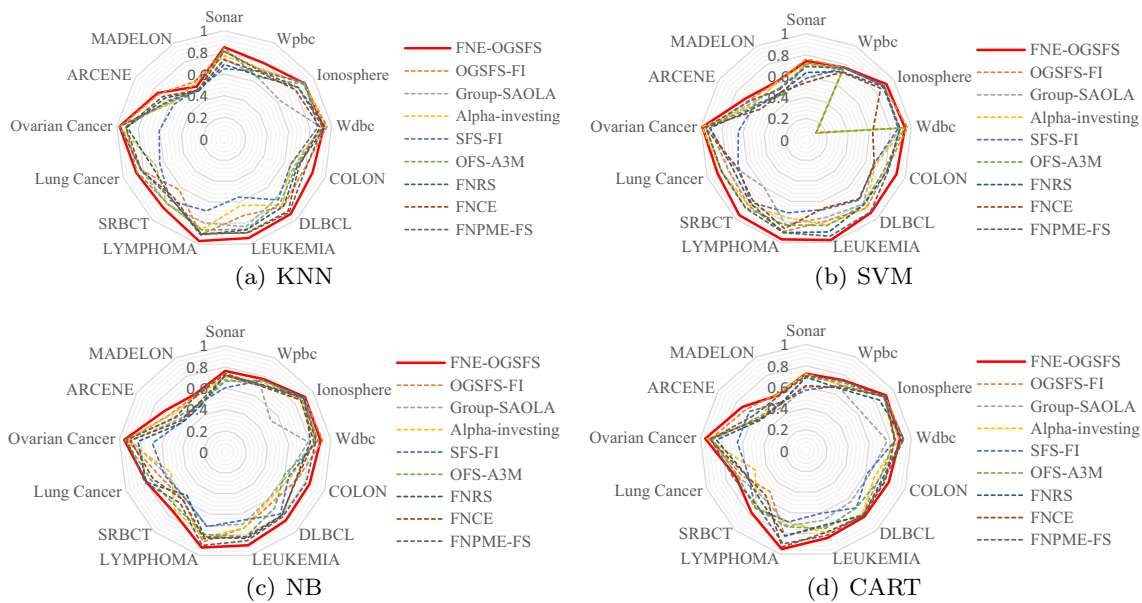 Sonar
Wpbc
Ionosphere
Wdbc
COLON
DLBCL
LEUKEMIA
LYMPHOMA
SRBCT
Lung Cancer
Ovarian Cancer
ARCENE
MADELON
1
0.8
0.6
0.4
0.2
0
FNE-OGSFS
OGSFS-FI
Group-SAOLA
Alpha-investing
SFS-FI
OFS-A3M
FNRS
FNCE
FNPME-FS
(a) KNN
Sonar
Wpbc
Ionosphere
Wdbc
COLON
DLBCL
LEUKEMIA
LYMPHOMA
SRBCT
Lung Cancer
Ovarian Cancer
ARCENE
MADELON
1
0.8
0.6
0.4
0.2
0
FNE-OGSFS
OGSFS-FI
Group-SAOLA
Alpha-investing
SFS-FI
OFS-A3M
FNRS
FNCE
FNPME-FS
(b) SVM
Sonar
Wpbc
Ionosphere
Wdbc
COLON
DLBCL
LEUKEMIA
LYMPHOMA
SRBCT
Lung Cancer
Ovarian Cancer
ARCENE
MADELON
1
0.8
0.6
0.4
0.2
0
FNE-OGSFS
OGSFS-FI
Group-SAOLA
Alpha-investing
SFS-FI
OFS-A3M
FNRS
FNCE
FNPME-FS
(c) NB
Sonar
Wpbc
Ionosphere
Wdbc
COLON
DLBCL
LEUKEMIA
LYMPHOMA
SRBCT
Lung Cancer
Ovarian Cancer
ARCENE
MADELON
1
0.8
0.6
0.4
0.2
0
FNE-OGSFS
OGSFS-FI
Group-SAOLA
Alpha-investing
SFS-FI
OFS-A3M
FNRS
FNCE
FNPME-FS
(d) CART